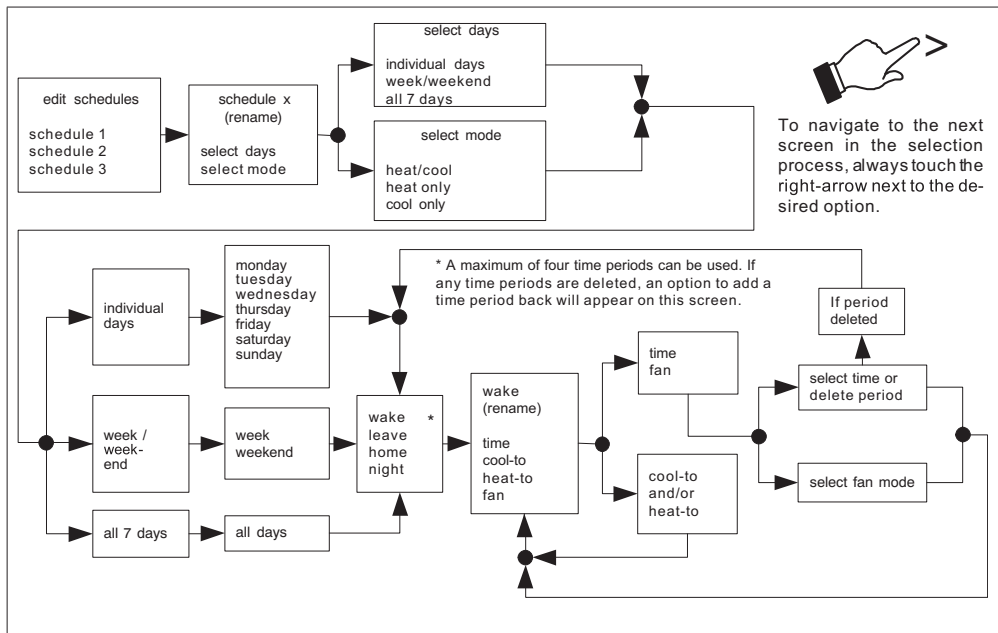 edit schedules
schedule 1
schedule 2
schedule 3
schedule x
(rename)
select days
select mode
select days
individual days
week/weekend
all 7 days
select mode
heat/cool
heat only
cool only
>
To navigate to the next
screen in the selection
process, always touch the
right-arrow next to the de-
sired option.
individual
days
monday
tuesday
wednesday
thursday
friday
saturday
sunday
* A maximum of four time periods can be used. If
any time periods are deleted, an option to add a
time period back will appear on this screen.
If period
deleted
week /
week-
end
week
weekend
wake *
leave
home
night
wake
(rename)
time
cool-to
heat-to
fan
time
fan
cool-to
and/or
heat-to
select time or
delete period
select fan mode
all 7 days
all days